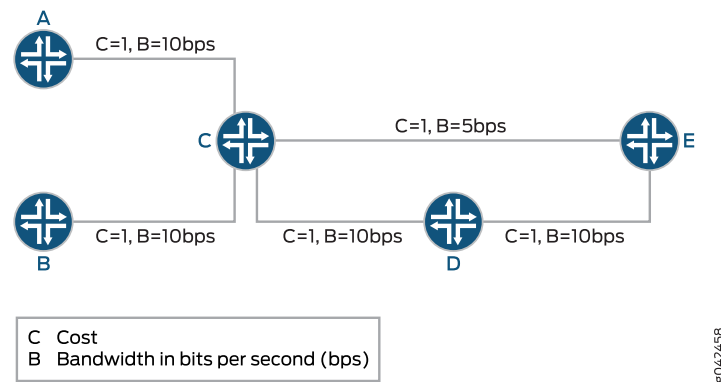 A
C=1, B=10bps
C=1, B=5bps
C
E
C=1, B=10bps
C=1, B=10bps
C=1, B=10bps
B
D
C Cost
B Bandwidth in bits per second (bps)
g042458